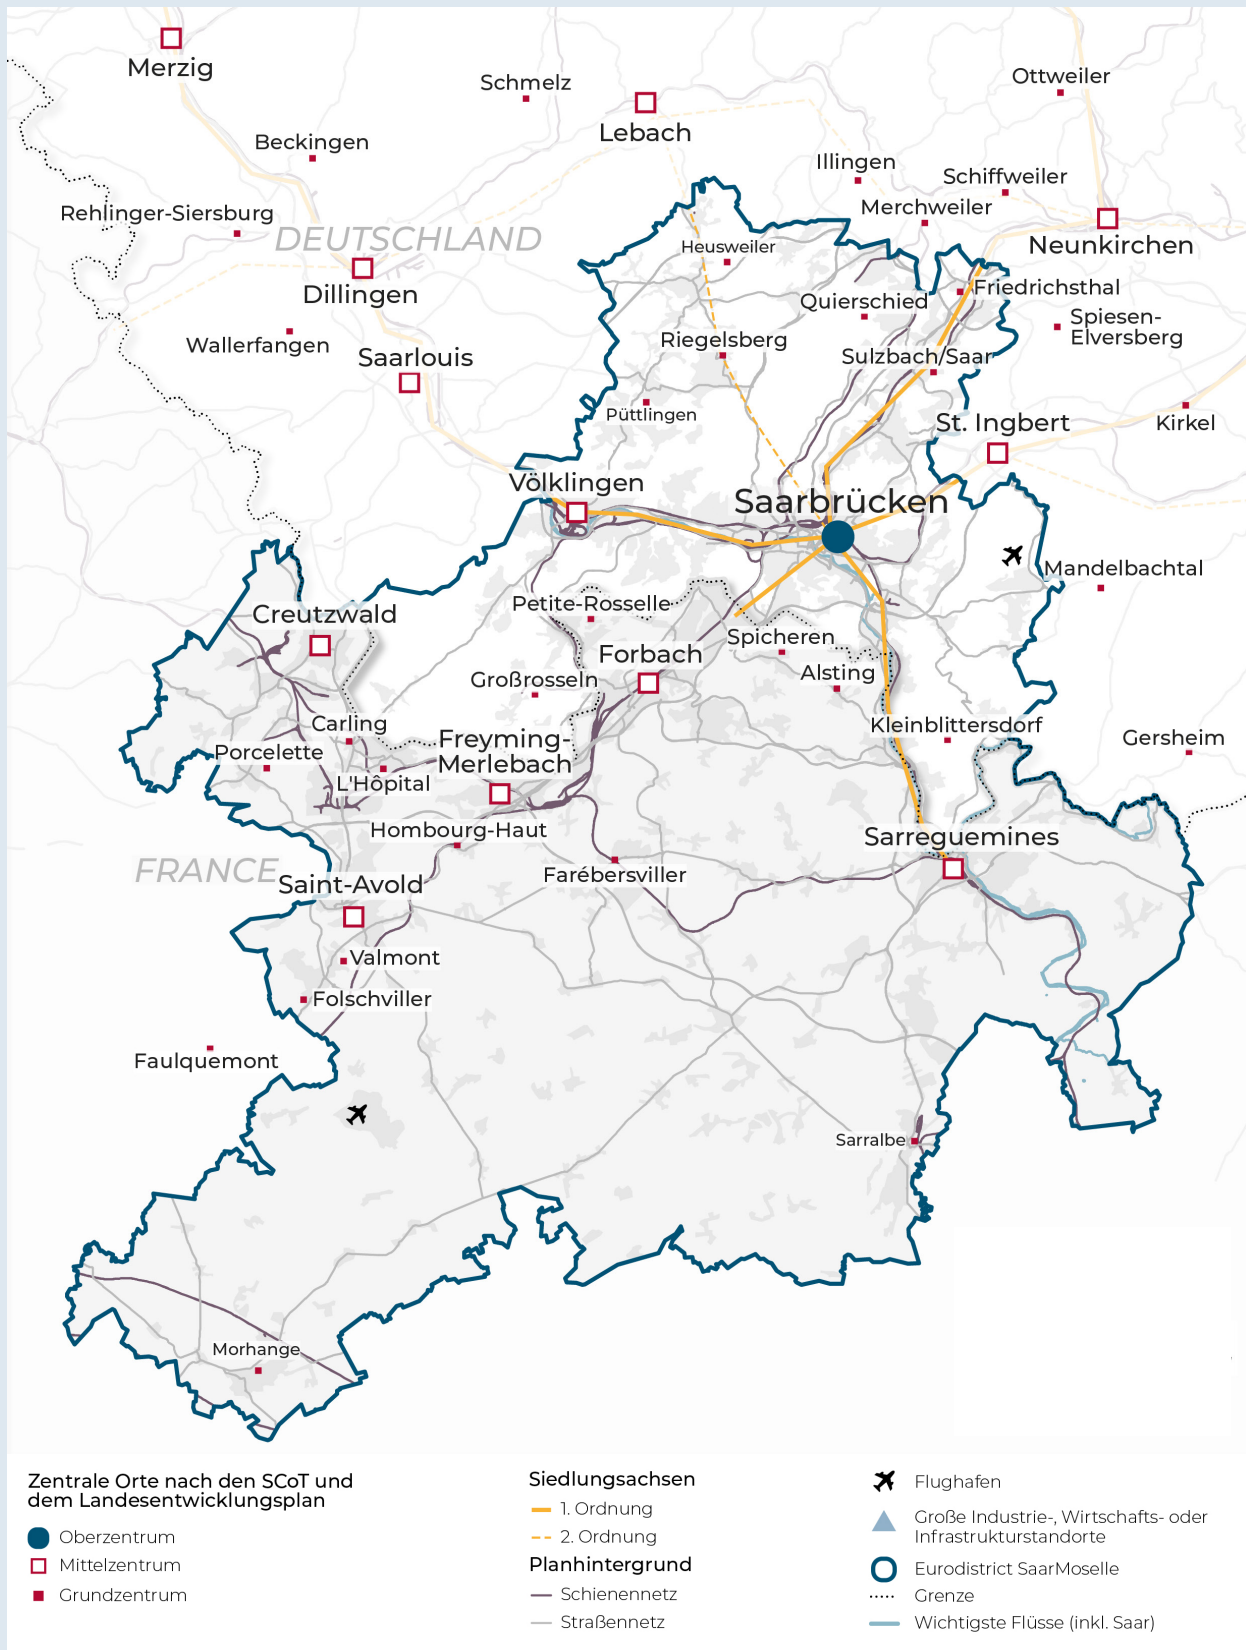 Merzig
Schmelz
Ottweiler
Lebach
Beckingen
Illingen
Schiffweiler
Rehlinger-Siersburg
Merchweiler
DEUTSCHLAND
Heusweiler
Neunkirchen
Dillingen
Quierschied
Friedrichsthal
Spiesen-
Elversberg
Wallerfangen
Riegelsberg
Saarlouis
Sulzbach/Saar
Püttlingen
St. Ingbert
Kirkel
Völklingen
Saarbrücken
Mandelbachtal
Creutzwald
Petite-Rosselle
Spicheren
Forbach
Großrosseln
Alsting
Carling
Kleinblittersdorf
Gersheim
Porcelette
Freyming-
Merlebach
L'Hôpital
Hombourg-Haut
Sarreguemines
FRANCE
Farébersviller
Saint-Avold
Valmont
Folschviller
Faulquemont
Sarralbe
Morhange
Zentrale Orte nach den SCoT und
dem Landesentwicklungsplan
Oberzentrum
Mittelzentrum
Grundzentrum
Siedlungsachsen
1. Ordnung
2. Ordnung
Planhintergrund
Schienennetz
Straßennetz
Flughafen
Große Industrie-, Wirtschafts- oder
Infrastrukturstandorte
Eurodistrict SaarMoselle
Grenze
Wichtigste Flüsse (inkl. Saar)